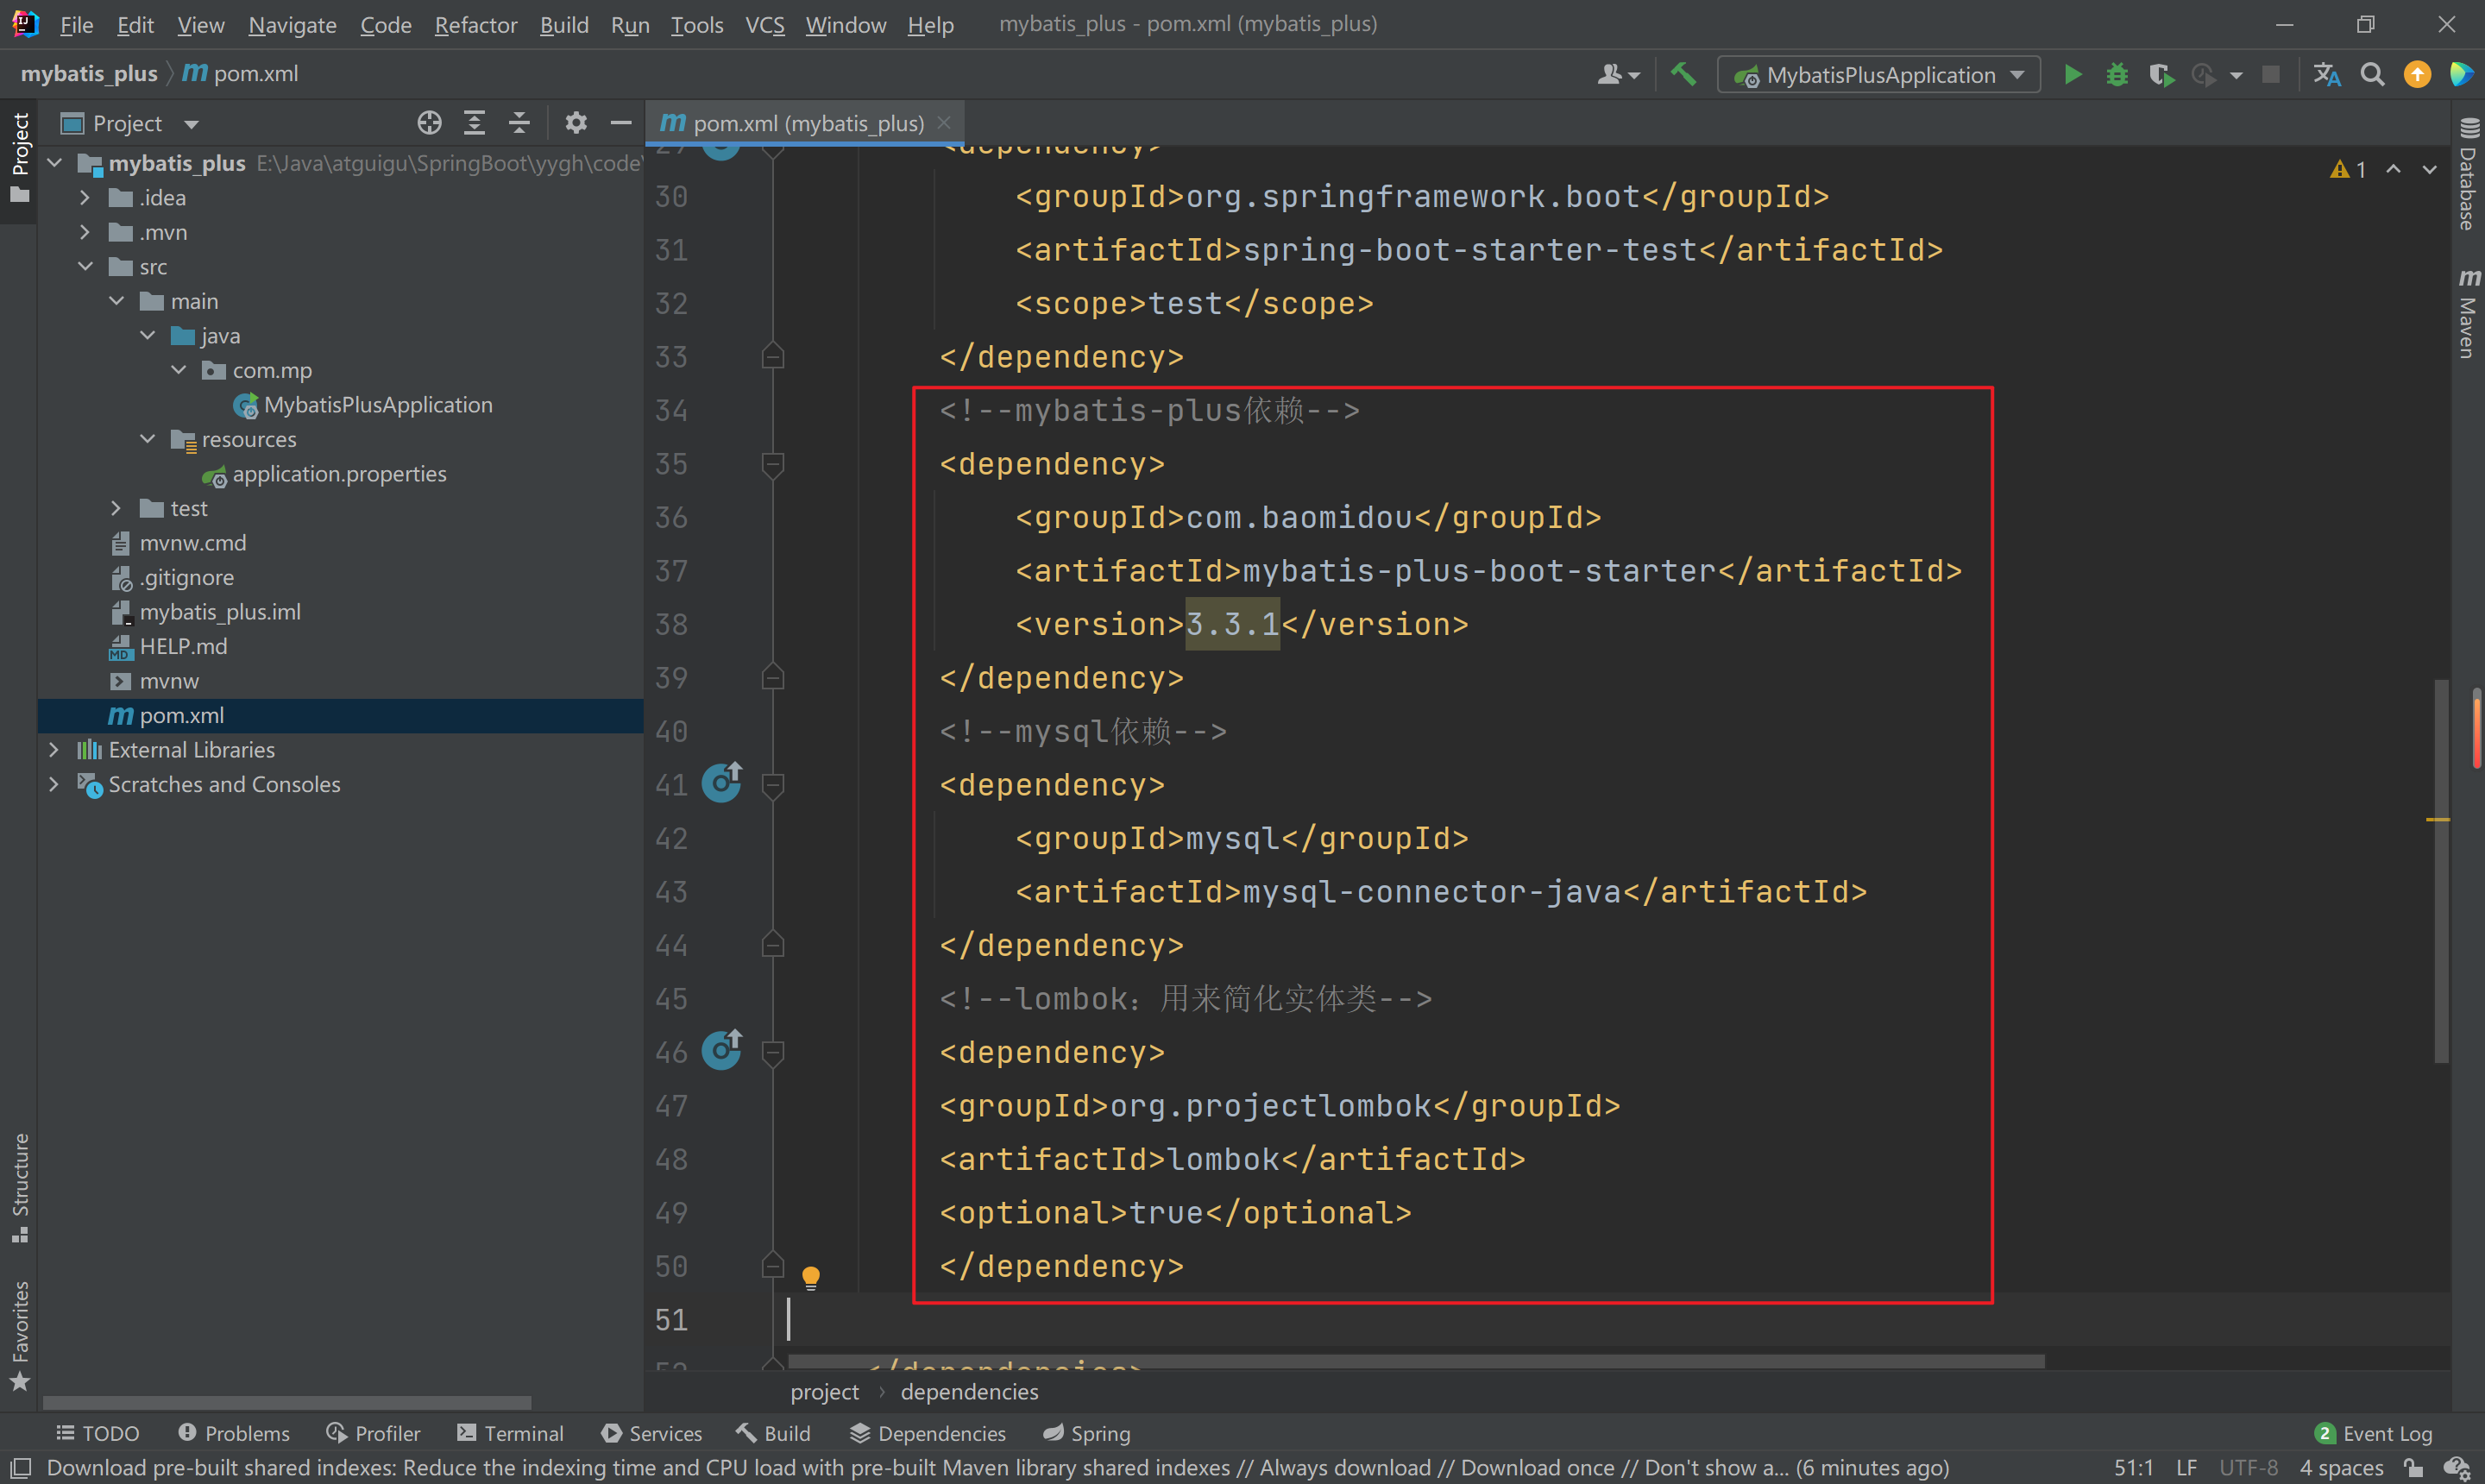 File Edit View Navigate Code Refactor Build Run Tools VCS Window Help mybatis_plus - pom.xml (mybatis_plus)
mybatis_plus pom.xml MybatisPlusApplication
Project
pom.xml (mybatis_plus)
Project
mybatis_plus E:\Java\atguigu\SpringBoot\yygh\code\
.idea
.mvn
src
main
java
com.mp
MybatisPlusApplication
resources
application.properties
test
mvnw.cmd
.gitignore
mybatis_plus.iml
HELP.md
mvnw
pom.xml
External Libraries
Scratches and Consoles
Structure
Favorites
29 <dependency>
30 <groupId>org.springframework.boot</groupId>
31 <artifactId>spring-boot-starter-test</artifactId>
32 <scope>test</scope>
33 </dependency>
34 <!--mybatis-plus依赖-->
35 <dependency>
36 <groupId>com.baomidou</groupId>
37 <artifactId>mybatis-plus-boot-starter</artifactId>
38 <version>3.3.1</version>
39 </dependency>
40 <!--mysql依赖-->
41 <dependency>
42 <groupId>mysql</groupId>
43 <artifactId>mysql-connector-java</artifactId>
44 </dependency>
45 <!--lombok：用来简化实体类-->
46 <dependency>
47 <groupId>org.projectlombok</groupId>
48 <artifactId>lombok</artifactId>
49 <optional>true</optional>
50 </dependency>
51
52 </dependencies>
1
Database
Maven
project dependencies
TODO Problems Profiler Terminal Services Build Dependencies Spring 2 Event Log
Download pre-built shared indexes: Reduce the indexing time and CPU load with pre-built Maven library shared indexes // Always download // Download once // Don't show a... (6 minutes ago) 51:1 LF UTF-8 4 spaces